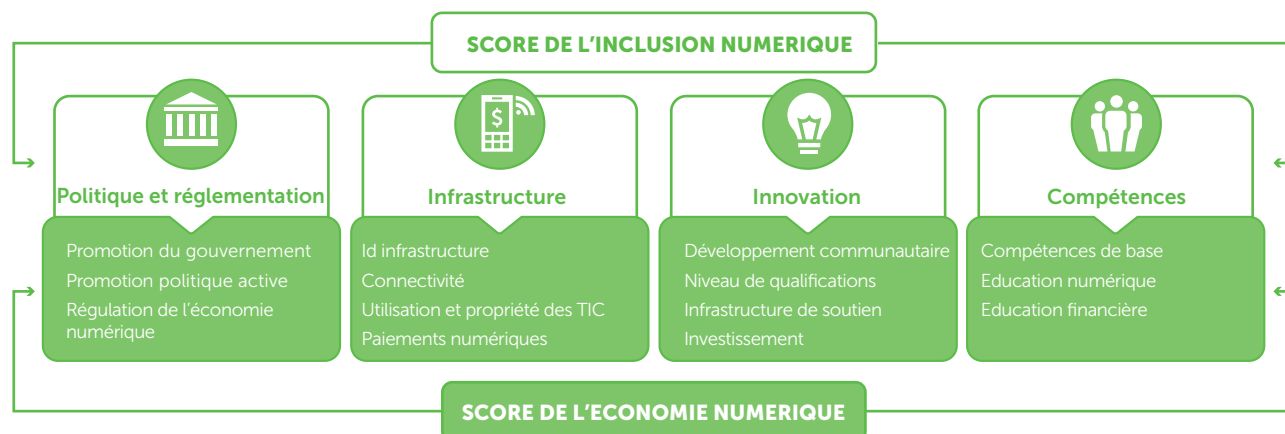 SCORE DE L’INCLUSION NUMERIQUE
Politique et réglementation
Promotion du gouvernement
Promotion politique active
Régulation de l’économie
numérique
Infrastructure
Id infrastructure
Connectivité
Utilisation et propriété des TIC
Paiements numériques
Innovation
Développement communautaire
Niveau de qualifications
Infrastructure de soutien
Investissement
Compétences
Compétences de base
Education numérique
Education financière
SCORE DE L’ECONOMIE NUMERIQUE